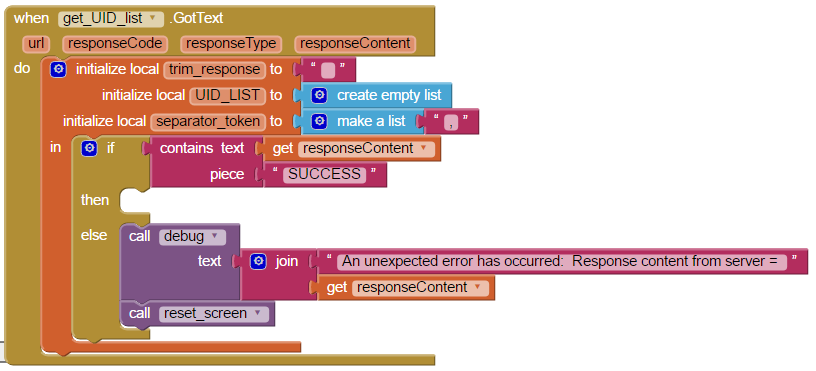 when get_UID_list .GotText
url responseCode responseType responseContent
do initialize local trim_response to " "
initialize local UID_LIST to create empty list
initialize local separator_token to make a list " , "
in if contains text get responseContent
piece " SUCCESS "
then
else call debug
text join " An unexpected error has occurred: Response content from server = "
get responseContent
call reset_screen